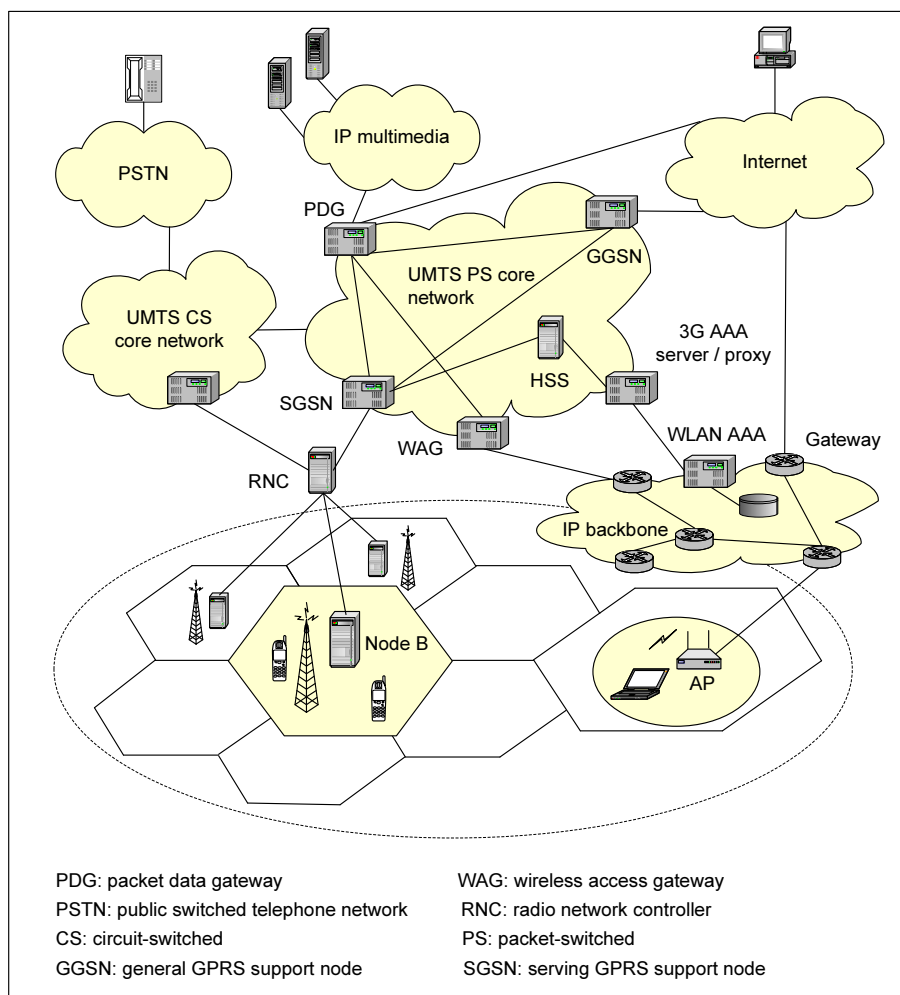 IP multimedia
PSTN
Internet
PDG
GGSN
UMTS PS core
network
UMTS CS
core network
3G AAA
server / proxy
HSS
SGSN
WAG
WLAN AAA
Gateway
RNC
IP backbone
Node B
AP
PDG: packet data gateway
WAG: wireless access gateway
PSTN: public switched telephone network
RNC: radio network controller
CS: circuit-switched
PS: packet-switched
GGSN: general GPRS support node
SGSN: serving GPRS support node